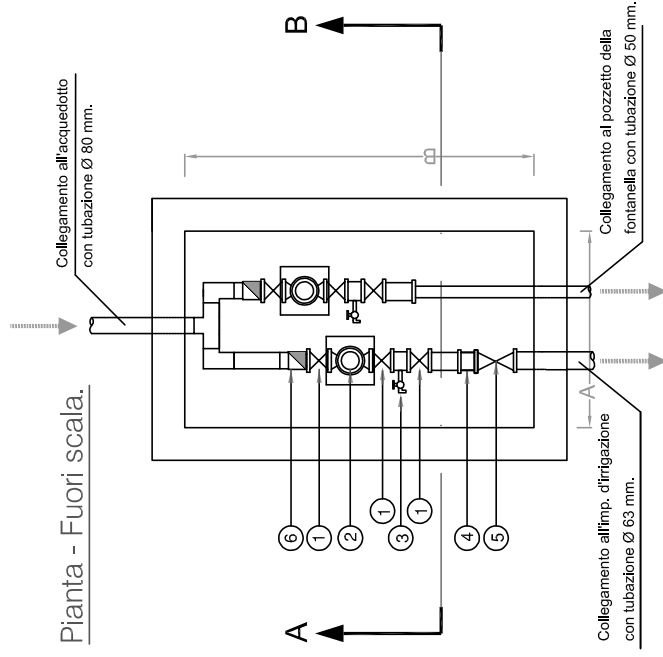 Pianta - Fuori scala.
Collegamento all'acquedotto
con tubazione Ø 80 mm.
A
B
B
A
6
1
2
1
3
1
4
5
Collegamento all'imp. d'irrigazione
con tubazione Ø 63 mm.
Collegamento al pozzetto della
fontanella con tubazione Ø 50 mm.